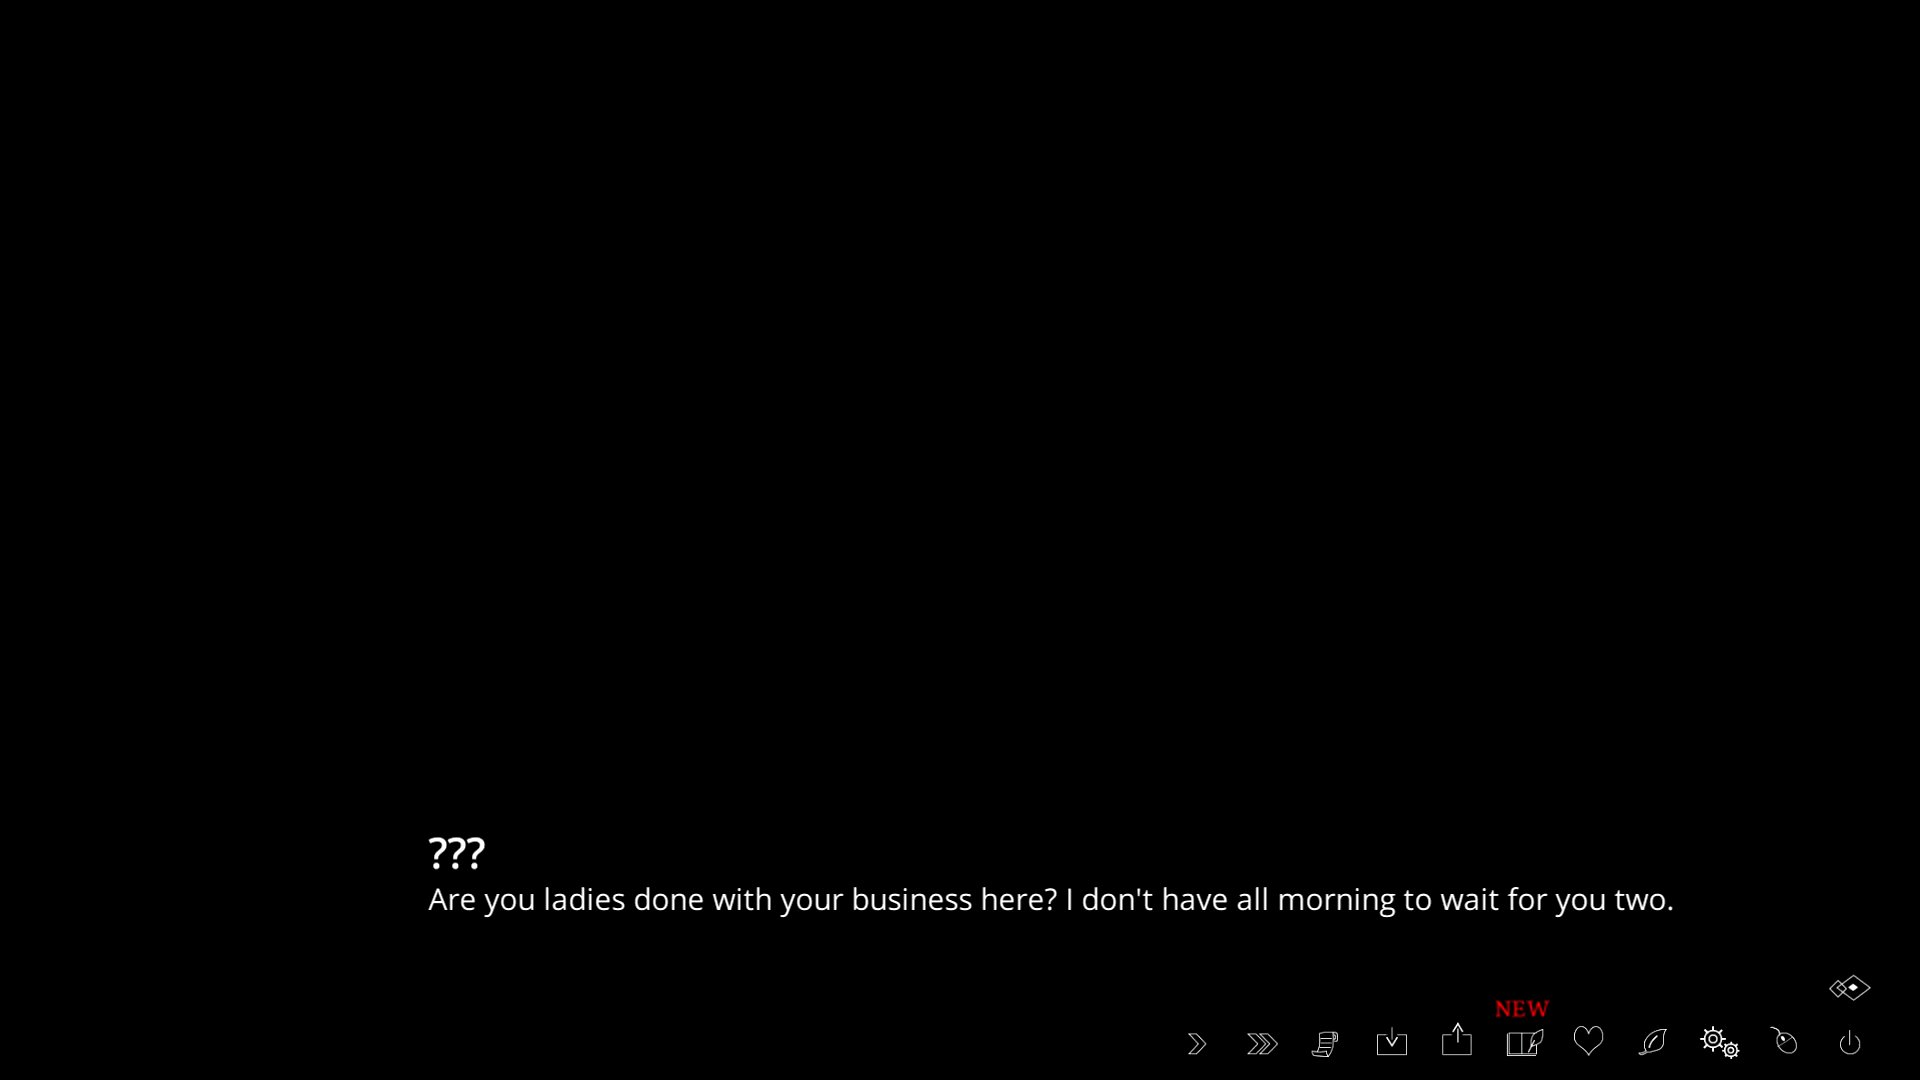 ???
Are you ladies done with your business here? I don't have all morning to wait for you two.
NEW